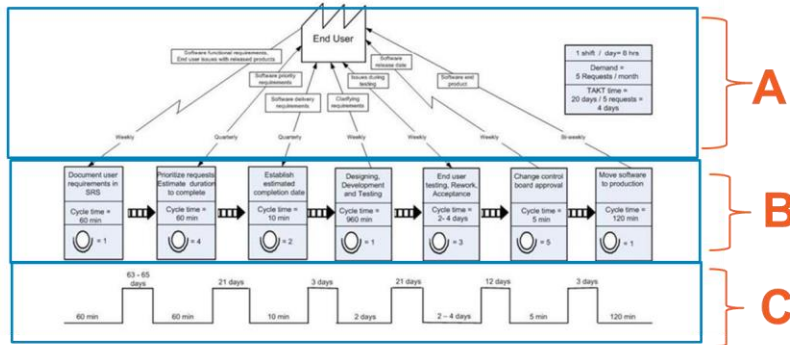 End User
Software functional requirements,
End user issues with released products
Software priority
requirements
Software delivery
requirements
Clarifying
requirements
Issues during
testing
Software
release date
Software end
product
1 shift / day= 8 hrs
Demand =
5 Requests / month
TAKT time =
20 days / 5 requests =
4 days
A
Weekly
Quarterly
Quarterly
Weekly
Weekly
Weekly
Bi-weekly
Document user
requirements in
SRS
Cycle time =
60 min
= 1
Prioritize requests
Estimate duration
to complete
Cycle time =
60 min
= 4
Establish
estimated
completion date
Cycle time =
10 min
= 2
Designing,
Development
and Testing
Cycle time =
960 min
= 1
End user
testing, Rework,
Acceptance
Cycle time =
2- 4 days
= 3
Change control
board approval
Cycle time =
5 min
= 5
Move software
to production
Cycle time =
120 min
= 1
B
63 - 65
days
21 days
3 days
21 days
12 days
3 days
60 min
60 min
10 min
2 days
2 – 4 days
5 min
120 min
C